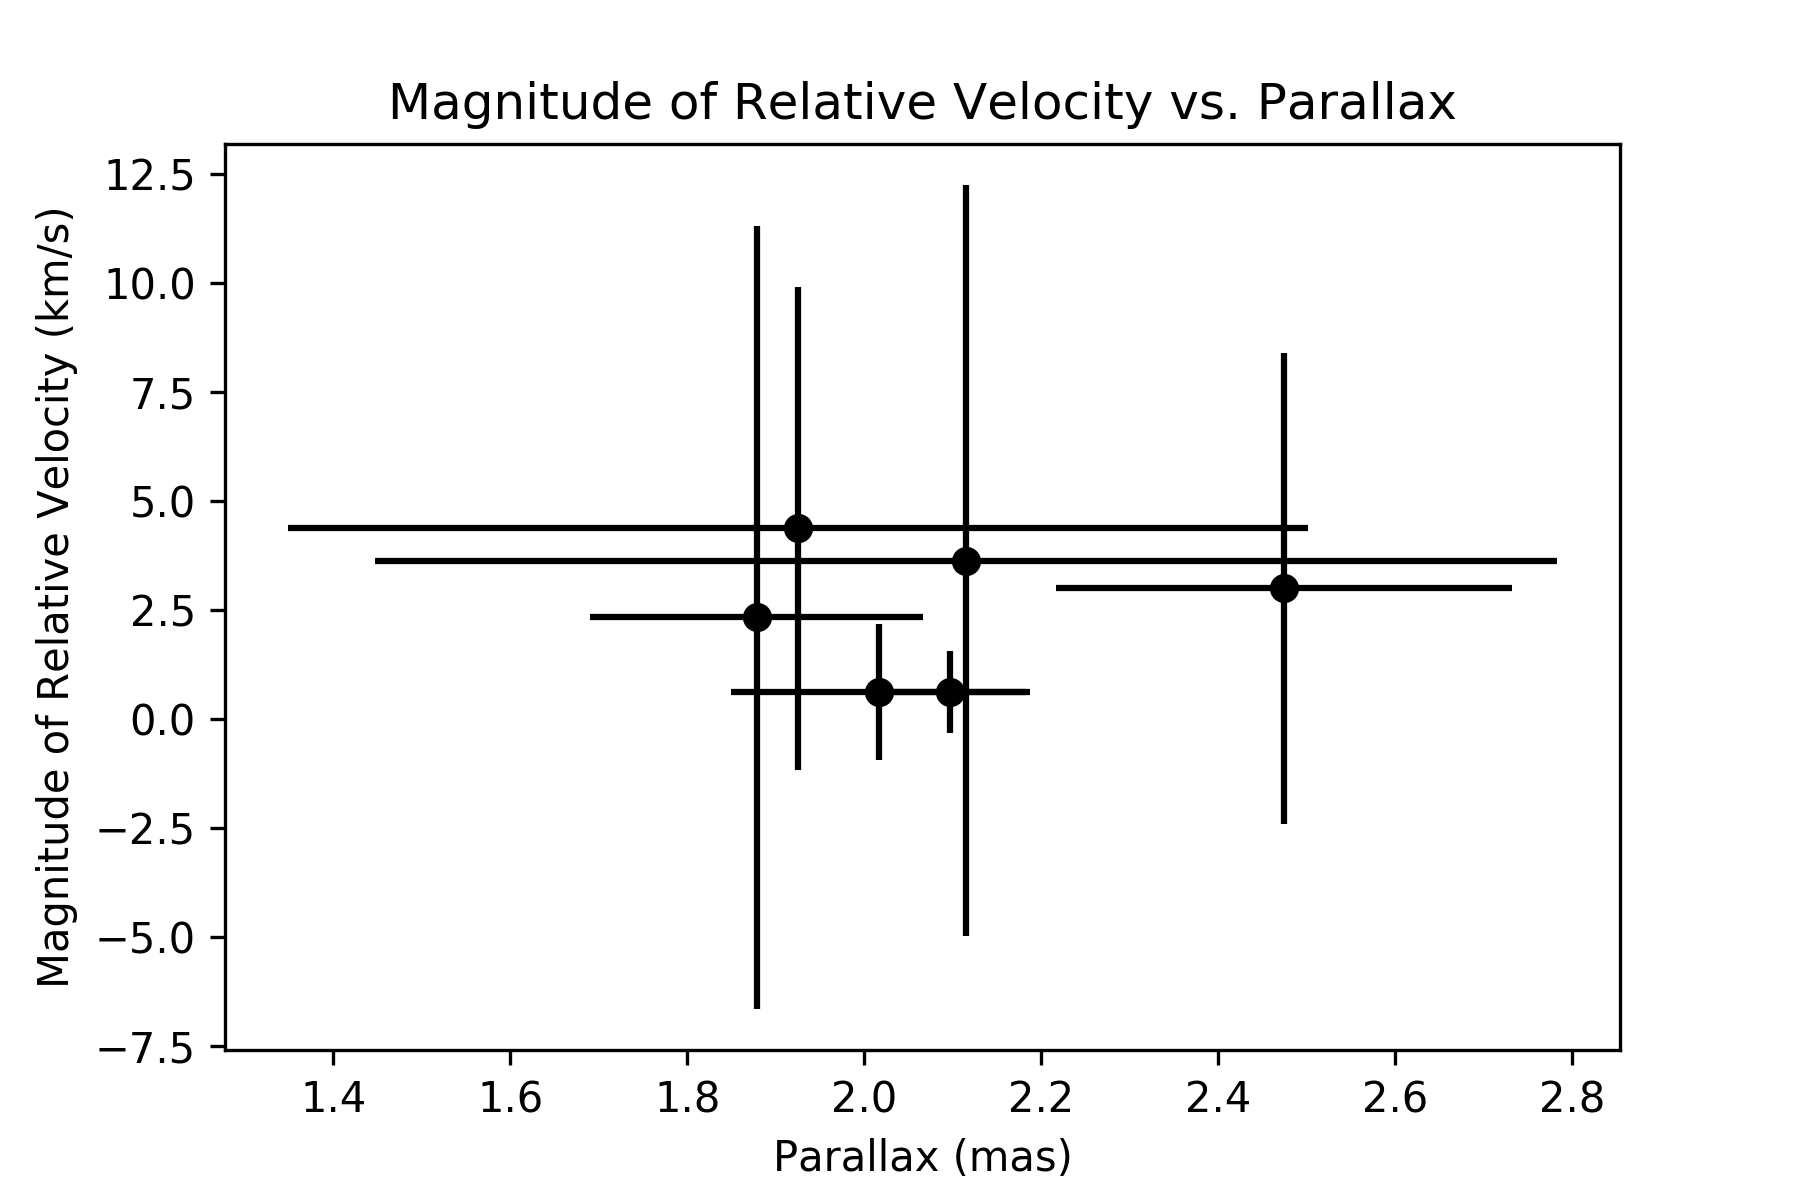 Magnitude of Relative Velocity vs. Parallax
Magnitude of Relative Velocity (km/s)
12.5
10.0
7.5
5.0
2.5
0.0
−2.5
−5.0
−7.5
1.4 1.6 1.8 2.0 2.2 2.4 2.6 2.8
Parallax (mas)